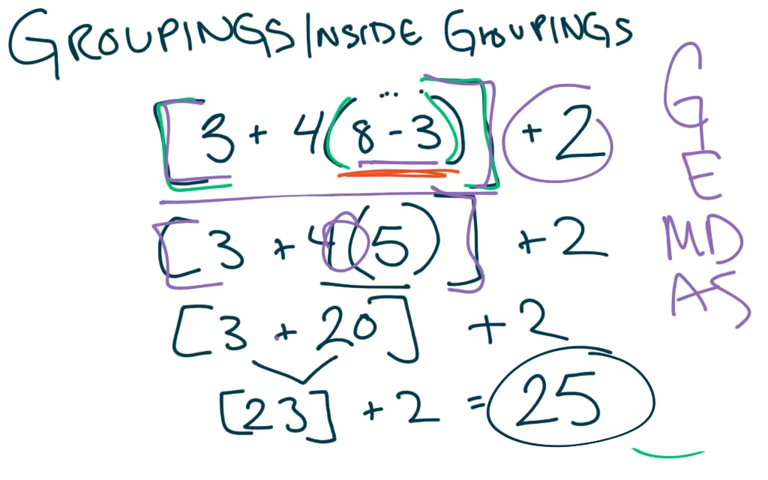 GROUPINGS INSIDE GROUPINGS
[3 + 4(8 - 3)] + 2
[3 + 4(5)] + 2
[3 + 20] + 2
[23] + 2 = 25
G
E
MD
AS